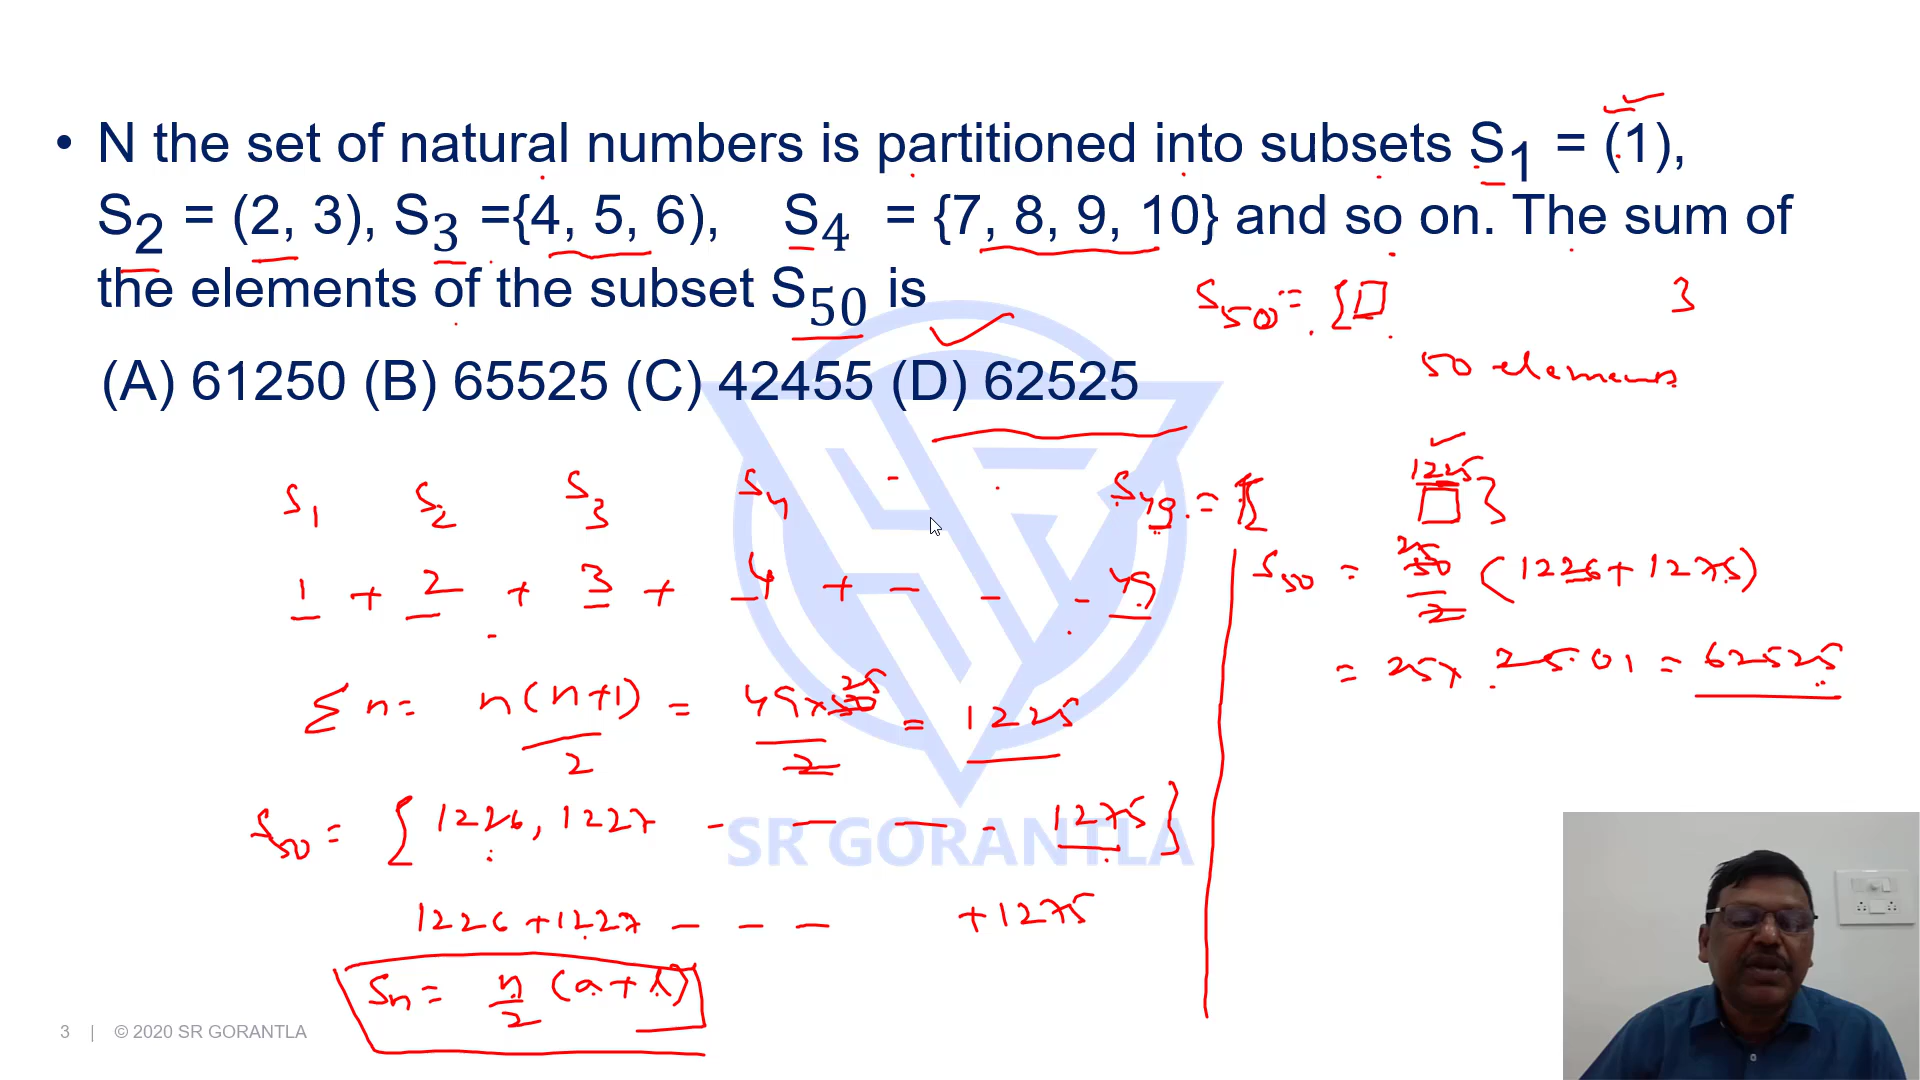 • N the set of natural numbers is partitioned into subsets S₁ = (1),
S₂ = (2, 3), S₃ ={4, 5, 6), S₄ = {7, 8, 9, 10} and so on. The sum of
the elements of the subset S₅₀ is
S₅₀ = {□ }
50 elements
(A) 61250 (B) 65525 (C) 42455 (D) 62525
S₁ S₂ S₃ S₄ - . S₄₉ = { 1225 □ }
1 + 2 + 3 + 4 + - - - 49
S₅₀ = 50/2 25 (1226 + 1275)
= 25 x 2501 = 62525
Σn = n(n+1)/2 = 49x50/2 25 = 1225
S₅₀ = {1226, 1227 - — — - 1275}
SR GORANTLA
1226 + 1227 — — — + 1275
Sₙ = n/2 (a + l)
3 | © 2020 SR GORANTLA